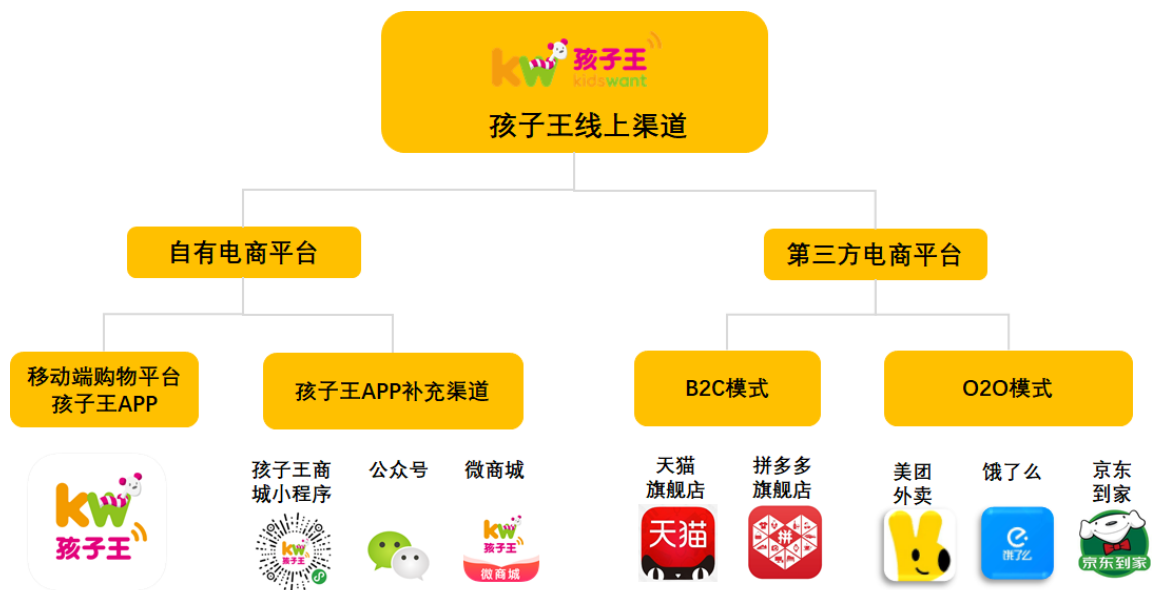 kw 孩子王
kidswant
孩子王线上渠道
自有电商平台
第三方电商平台
移动端购物平台
孩子王APP
孩子王APP补充渠道
B2C模式
O2O模式
孩子王商
城小程序
公众号
微商城
天猫
旗舰店
拼多多
旗舰店
美团
外卖
饿了么
京东
到家
kw
孩子王
kw
孩子王
kw
孩子王
微商城
天猫
拼
饿了么
京东到家